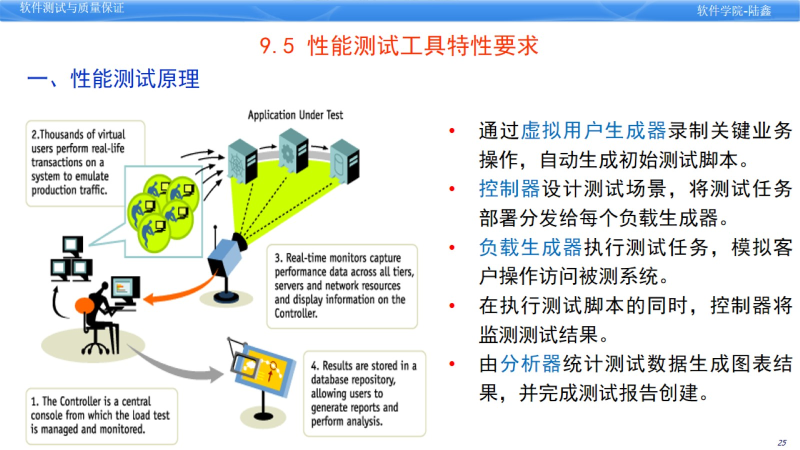 软件测试与质量保证
软件学院-陆鑫
9.5 性能测试工具特性要求
一、性能测试原理
Application Under Test
2.Thousands of virtual
users perform real-life
transactions on a
system to emulate
production traffic.
3. Real-time monitors capture
performance data across all tiers,
servers and network resources
and display information on the
Controller.
4. Results are stored in a
database repository,
allowing users to
generate reports and
perform analysis.
1. The Controller is a central
console from which the load test
is managed and monitored.
• 通过虚拟用户生成器录制关键业务
操作，自动生成初始测试脚本。
• 控制器设计测试场景，将测试任务
部署分发给每个负载生成器。
• 负载生成器执行测试任务，模拟客
户操作访问被测系统。
• 在执行测试脚本的同时，控制器将
监测测试结果。
• 由分析器统计测试数据生成图表结
果，并完成测试报告创建。
25